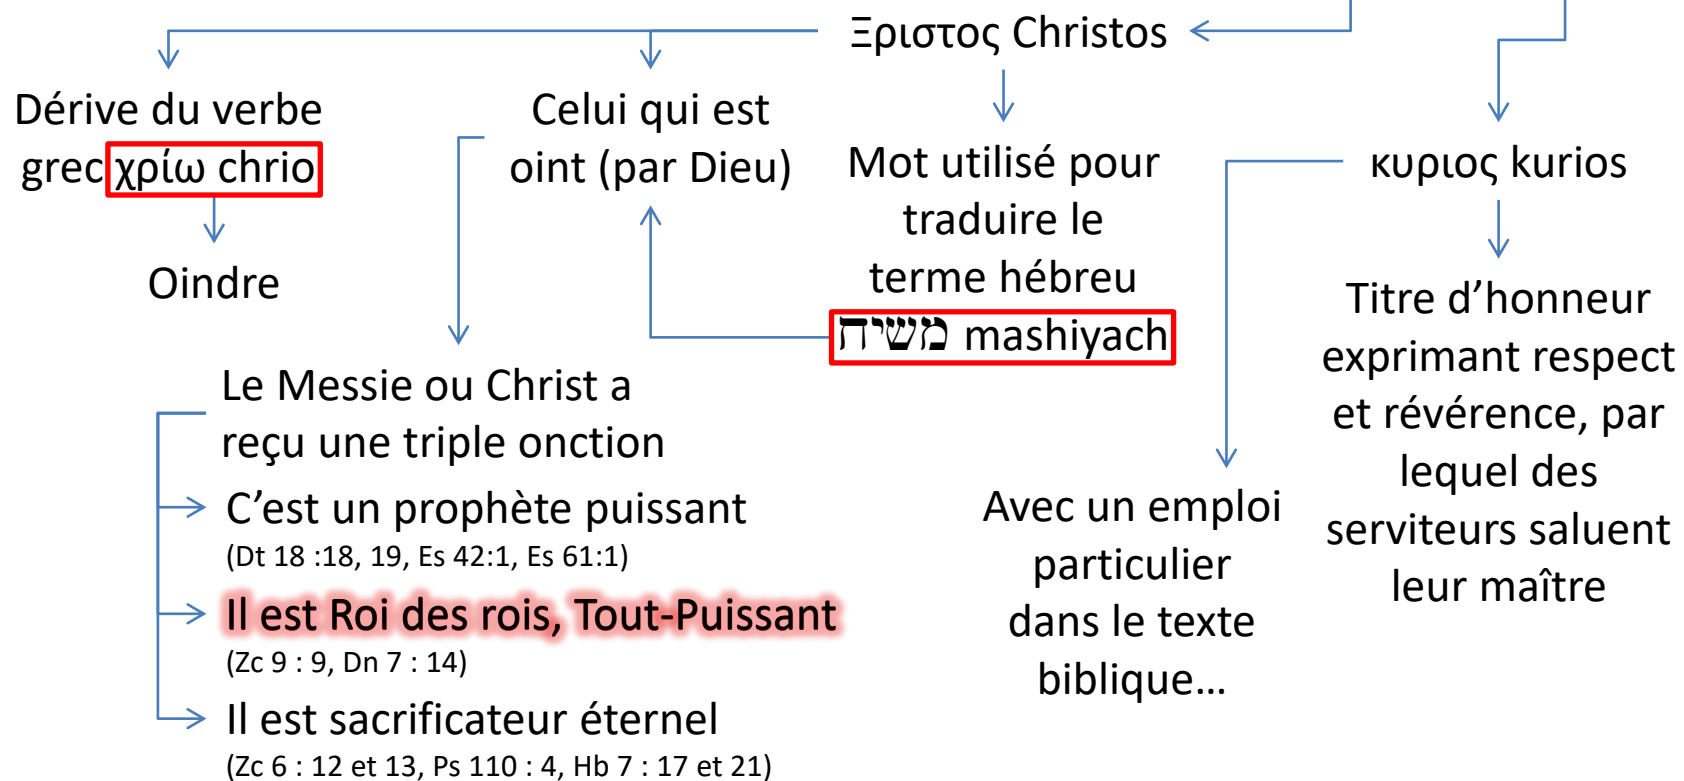 Ξριστος Christos
Dérive du verbe
grec χρίω chrio
Oindre
Celui qui est
oint (par Dieu)
Mot utilisé pour
traduire le
terme hébreu
משיח mashiyach
κυριος kurios
Titre d’honneur
exprimant respect
et révérence, par
lequel des
serviteurs saluent
leur maître
Avec un emploi
particulier
dans le texte
biblique…
Le Messie ou Christ a
reçu une triple onction
C’est un prophète puissant
(Dt 18 :18, 19, Es 42:1, Es 61:1)
Il est Roi des rois, Tout-Puissant
(Zc 9 : 9, Dn 7 : 14)
Il est sacrificateur éternel
(Zc 6 : 12 et 13, Ps 110 : 4, Hb 7 : 17 et 21)